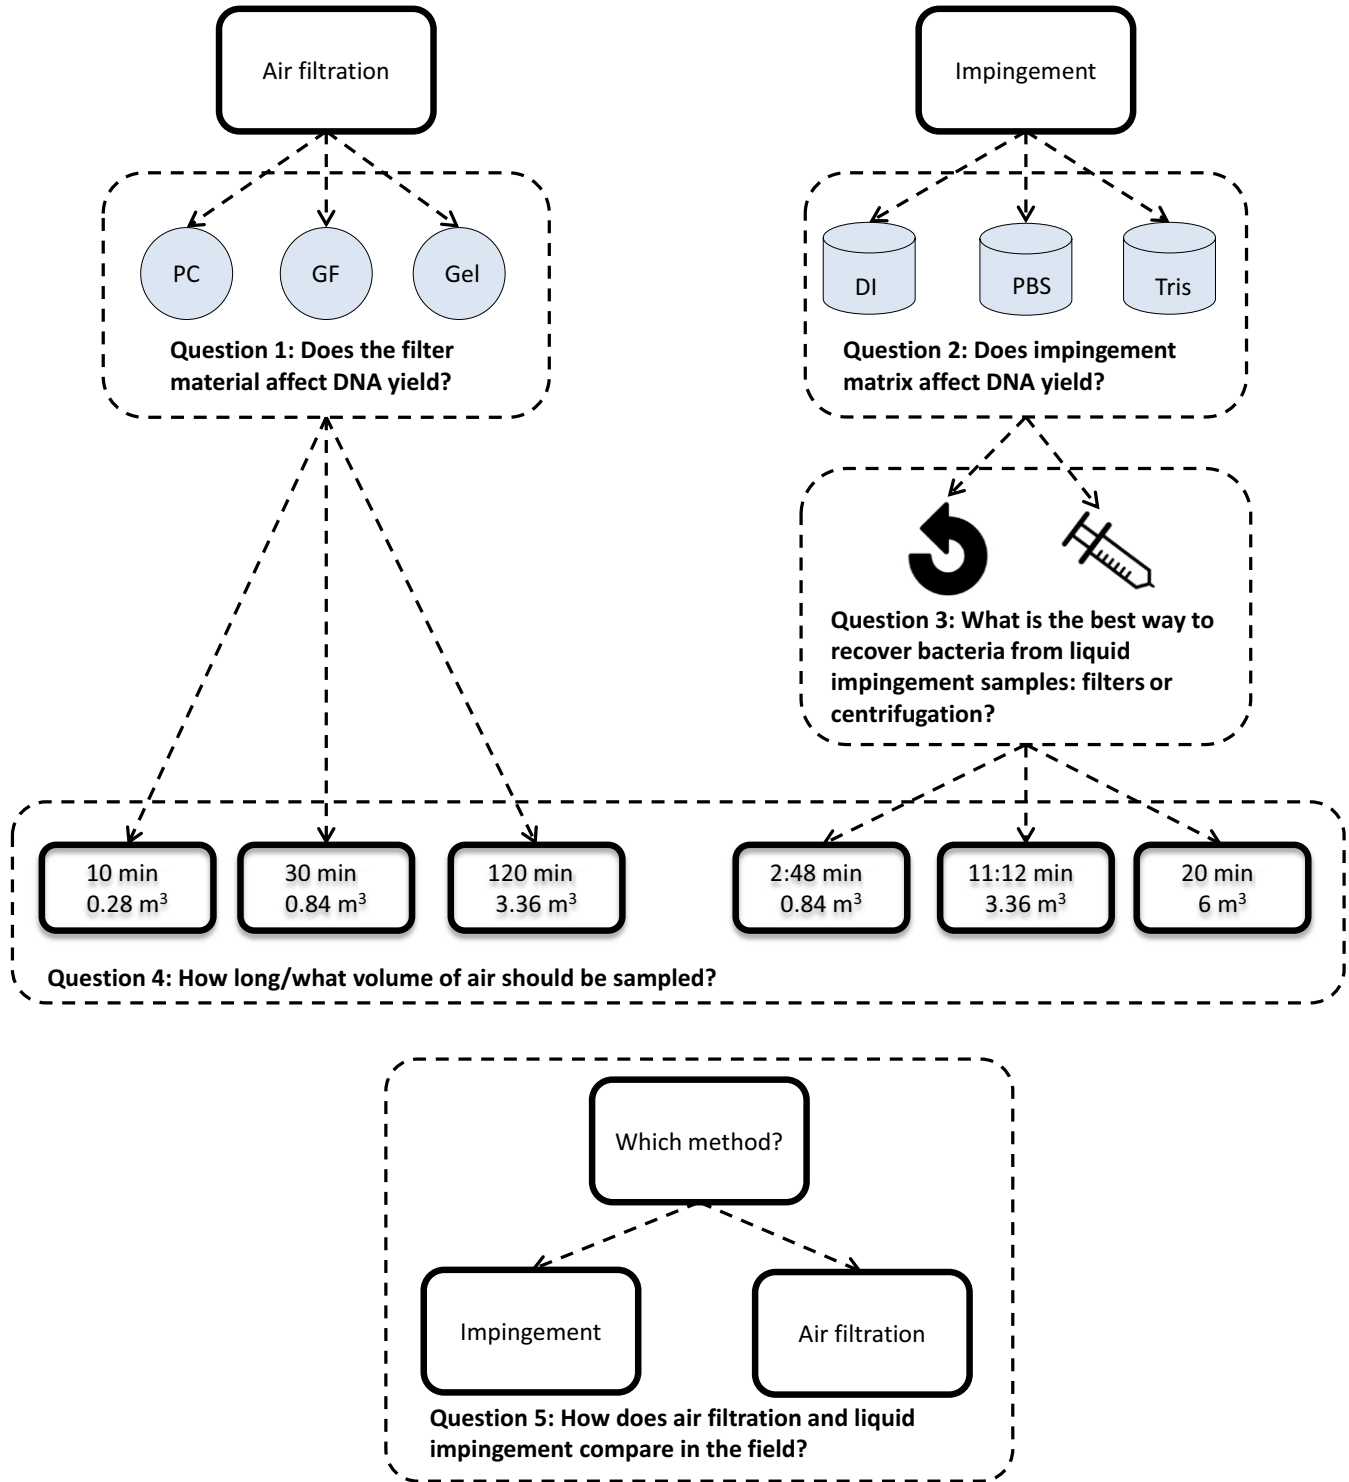 Air filtration
Impingement
PC
GF
Gel
Question 1: Does the filter
material affect DNA yield?
DI
PBS
Tris
Question 2: Does impingement
matrix affect DNA yield?
Question 3: What is the best way to
recover bacteria from liquid
impingement samples: filters or
centrifugation?
10 min
0.28 m³
30 min
0.84 m³
120 min
3.36 m³
2:48 min
0.84 m³
11:12 min
3.36 m³
20 min
6 m³
Question 4: How long/what volume of air should be sampled?
Which method?
Impingement
Air filtration
Question 5: How does air filtration and liquid
impingement compare in the field?